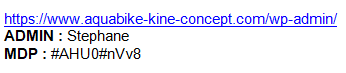 https://www.aquabike-kine-concept.com/wp-admin/
ADMIN : Stephane
MDP : #AHU0#nVv8